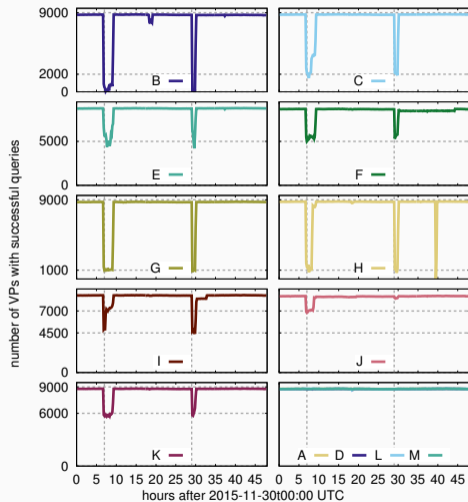 number of VPs with successful queries
9000
2000
0
B
C
5000
0
E
F
9000
1000
G
H
7000
4500
0
I
J
9000
6000
0
K
A D L M
0 5 10 15 20 25 30 35 40 45 0 5 10 15 20 25 30 35 40 45
hours after 2015-11-30t00:00 UTC